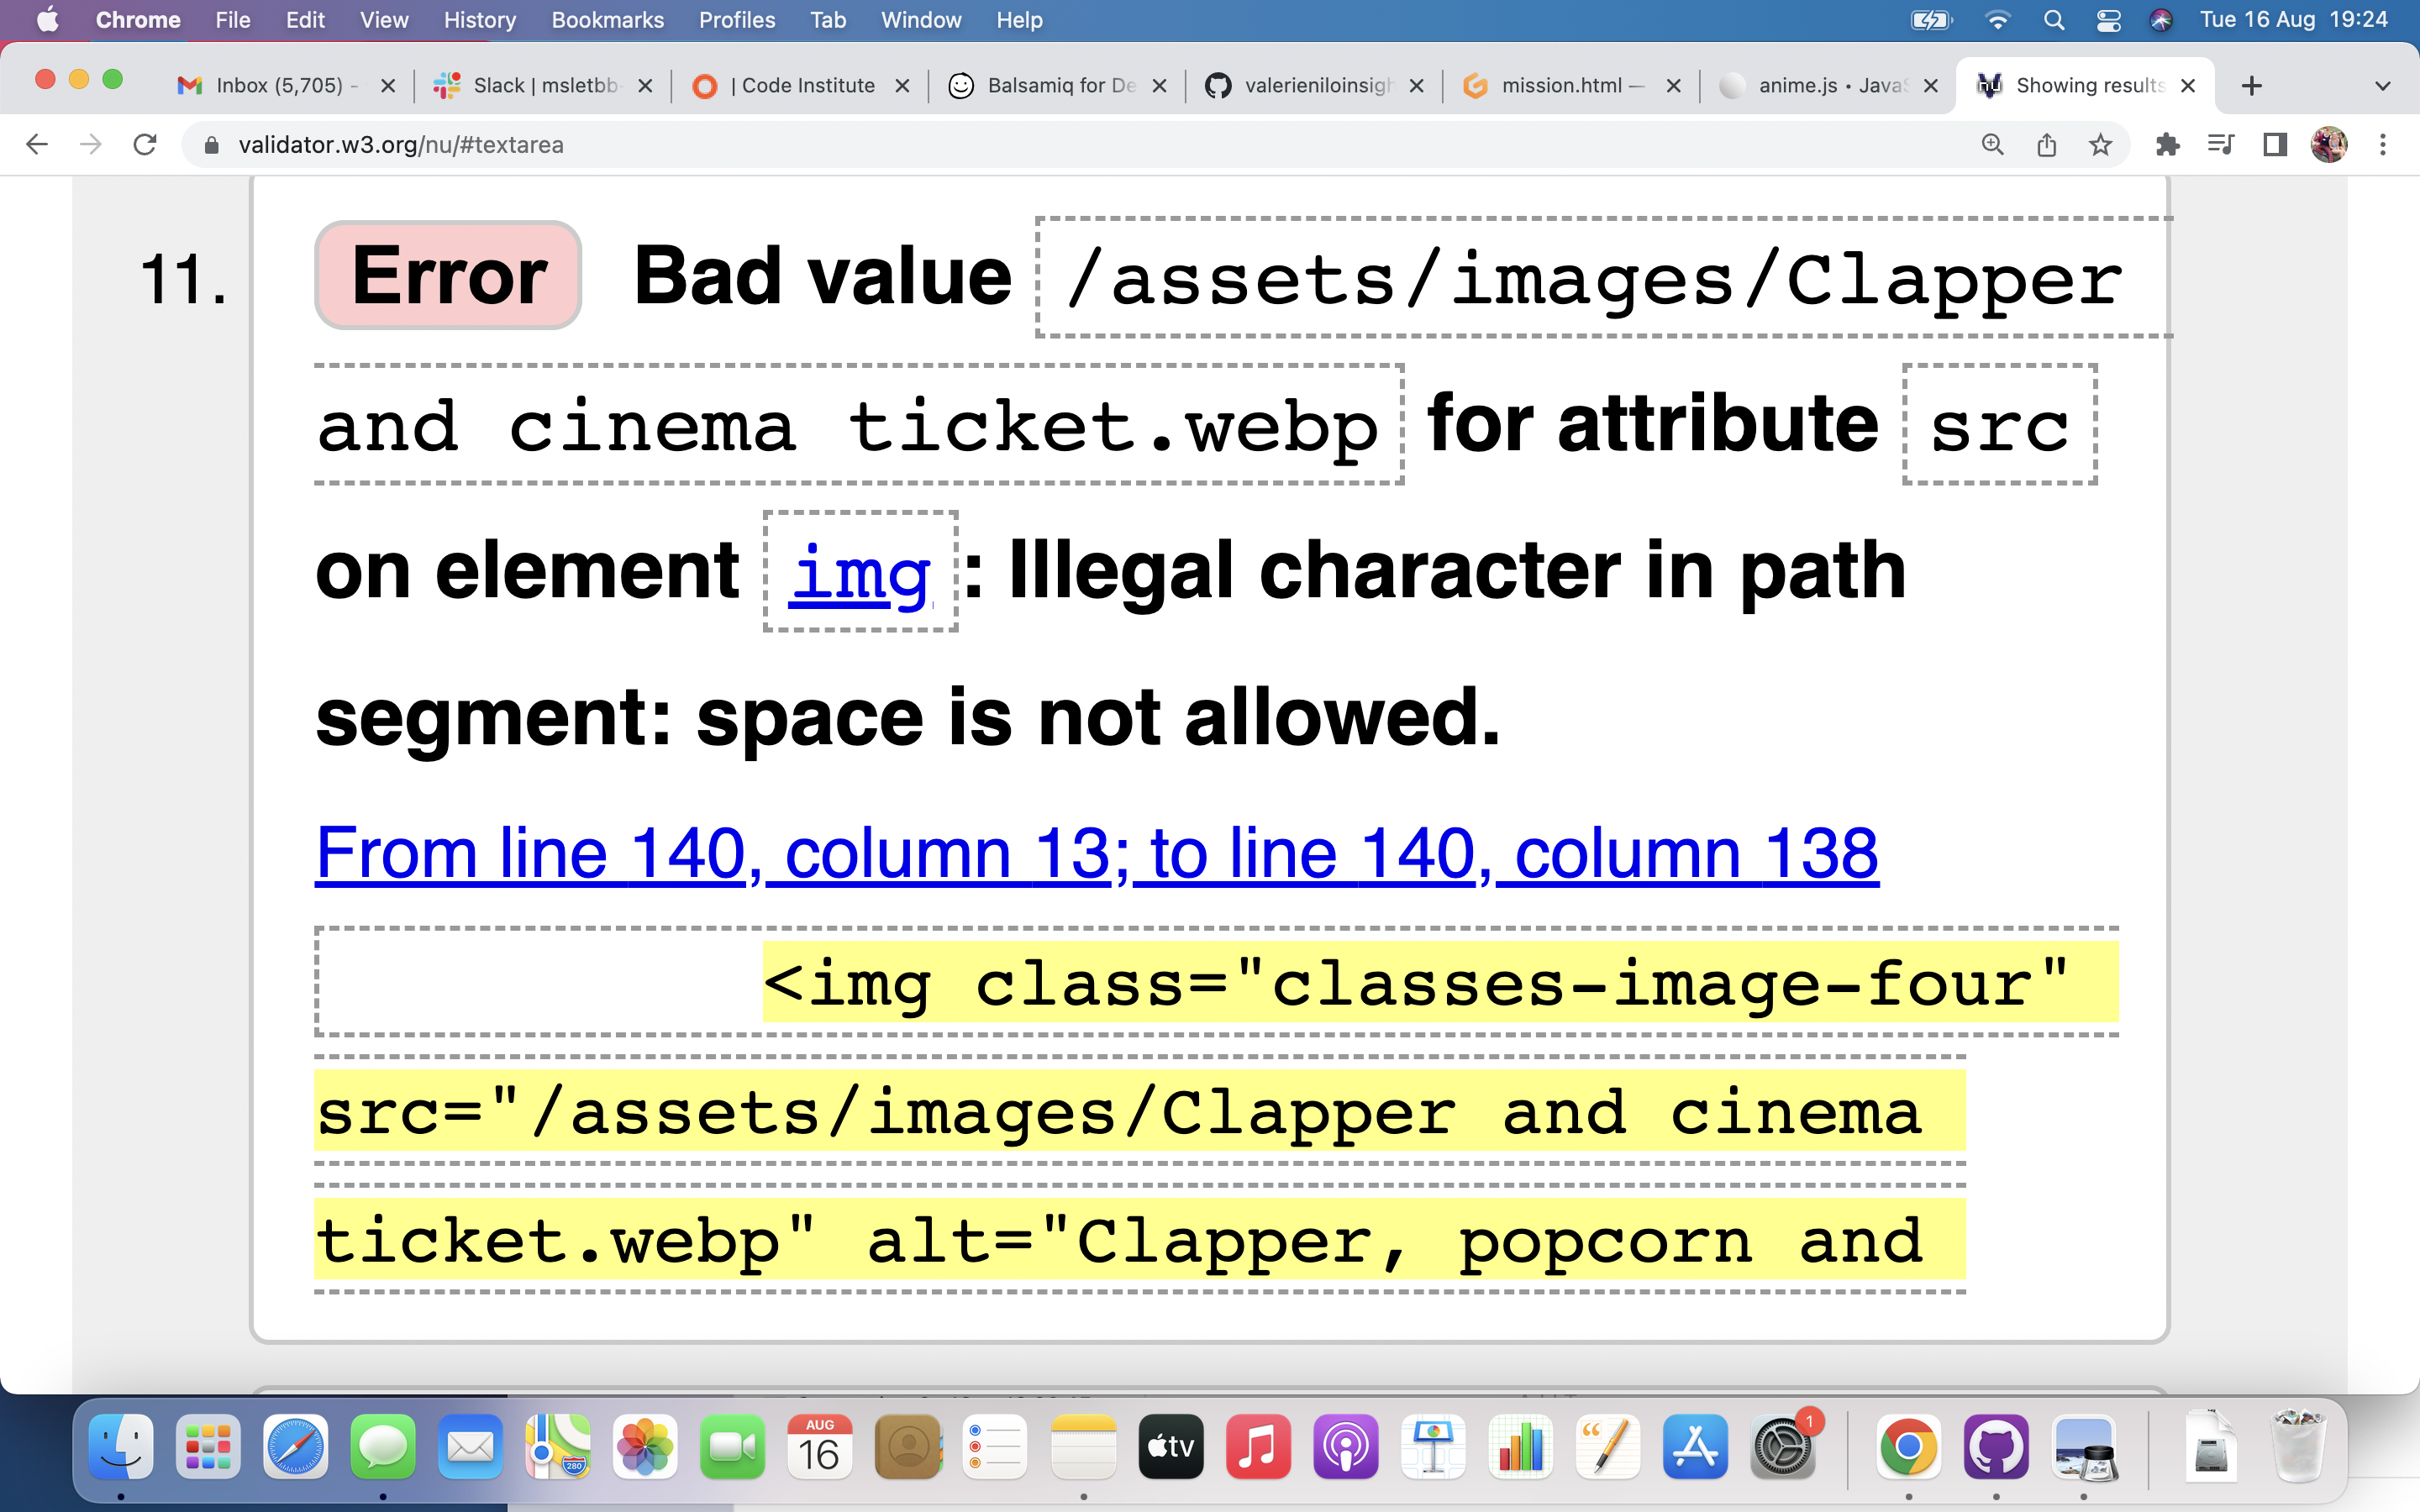 Chrome File Edit View History Bookmarks Profiles Tab Window Help Tue 16 Aug 19:24
Inbox (5,705) - Slack | msletbb- | Code Institute Balsamiq for De valerieniloinsigh mission.html — anime.js • Javas Showing results
validator.w3.org/nu/#textarea
11. Error Bad value /assets/images/Clapper
and cinema ticket.webp for attribute src
on element img : Illegal character in path
segment: space is not allowed.
From line 140, column 13; to line 140, column 138
<img class="classes-image-four"
src="/assets/images/Clapper and cinema
ticket.webp" alt="Clapper, popcorn and
AUG
16
280
tv
1